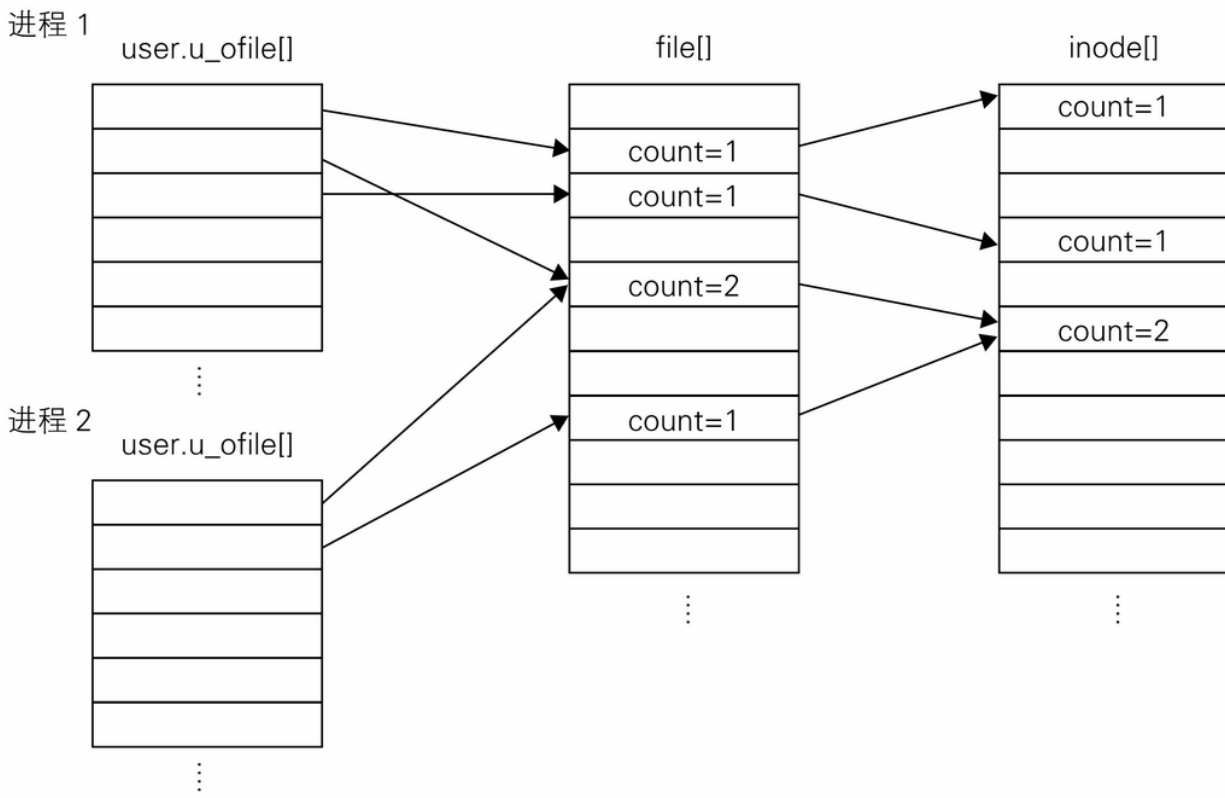 进程 1
user.u_ofile[]
file[]
inode[]
count=1
count=1
count=1
count=1
count=2
count=2
count=1
进程 2
user.u_ofile[]